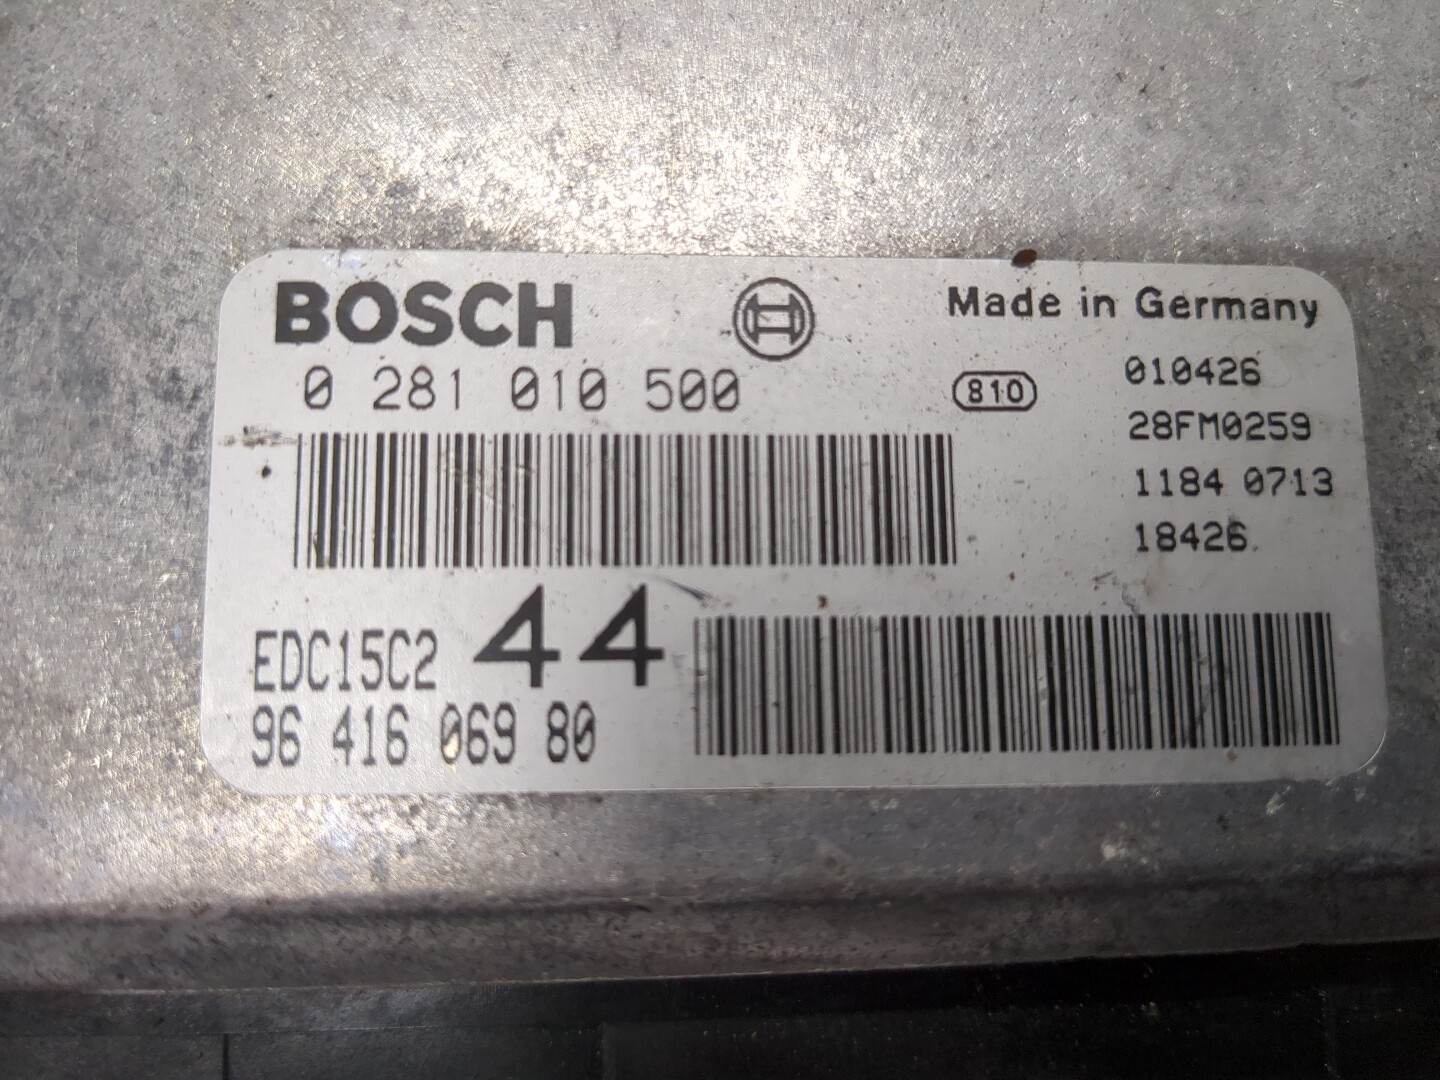 BOSCH
Made in Germany
0 281 010 500
810
010426
28FM0259
1184 0713
18426
EDC15C2 44
96 416 069 80